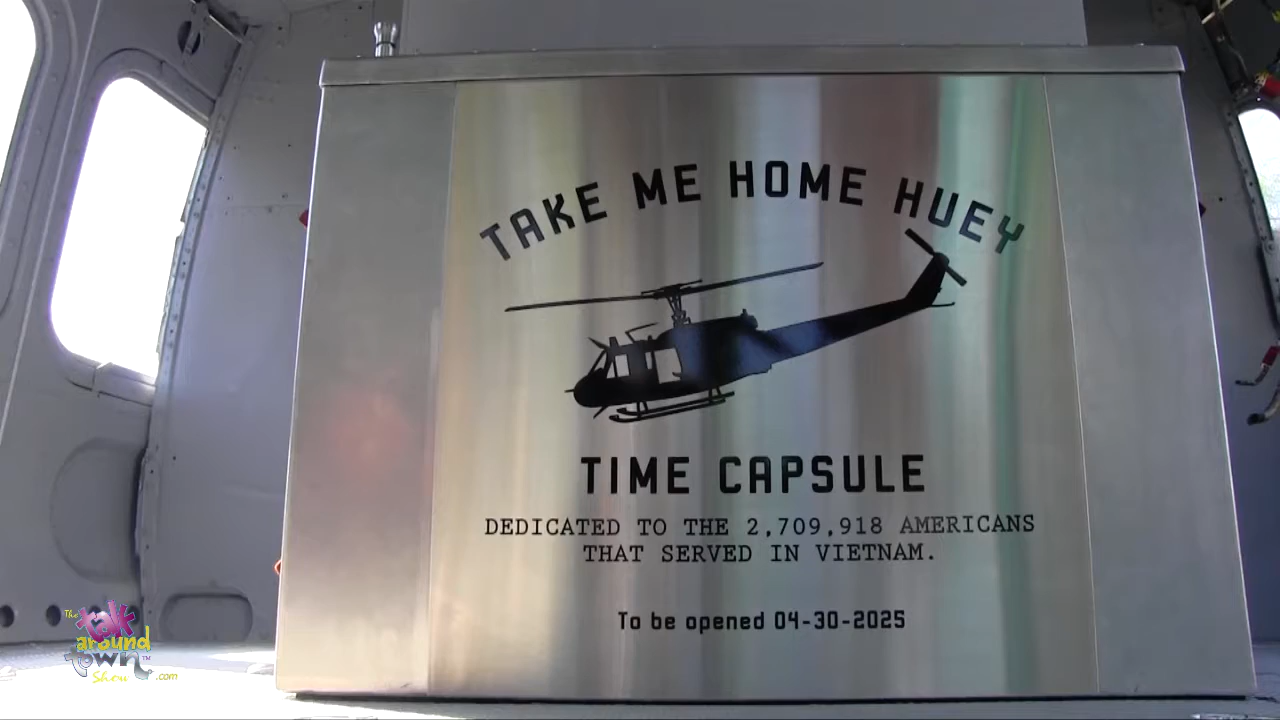 TAKE ME HOME HUEY
TIME CAPSULE
DEDICATED TO THE 2,709,918 AMERICANS
THAT SERVED IN VIETNAM.
To be opened 04-30-2025
The
talk
around
Town™
Show .com